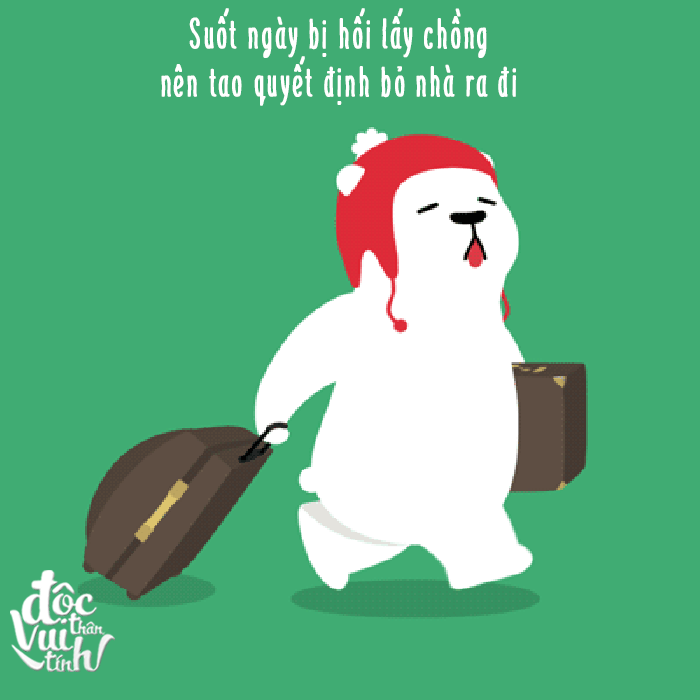 Suốt ngày bị hối lấy chồng
nên tao quyết định bỏ nhà ra đi
độc
thân
Vui
tính